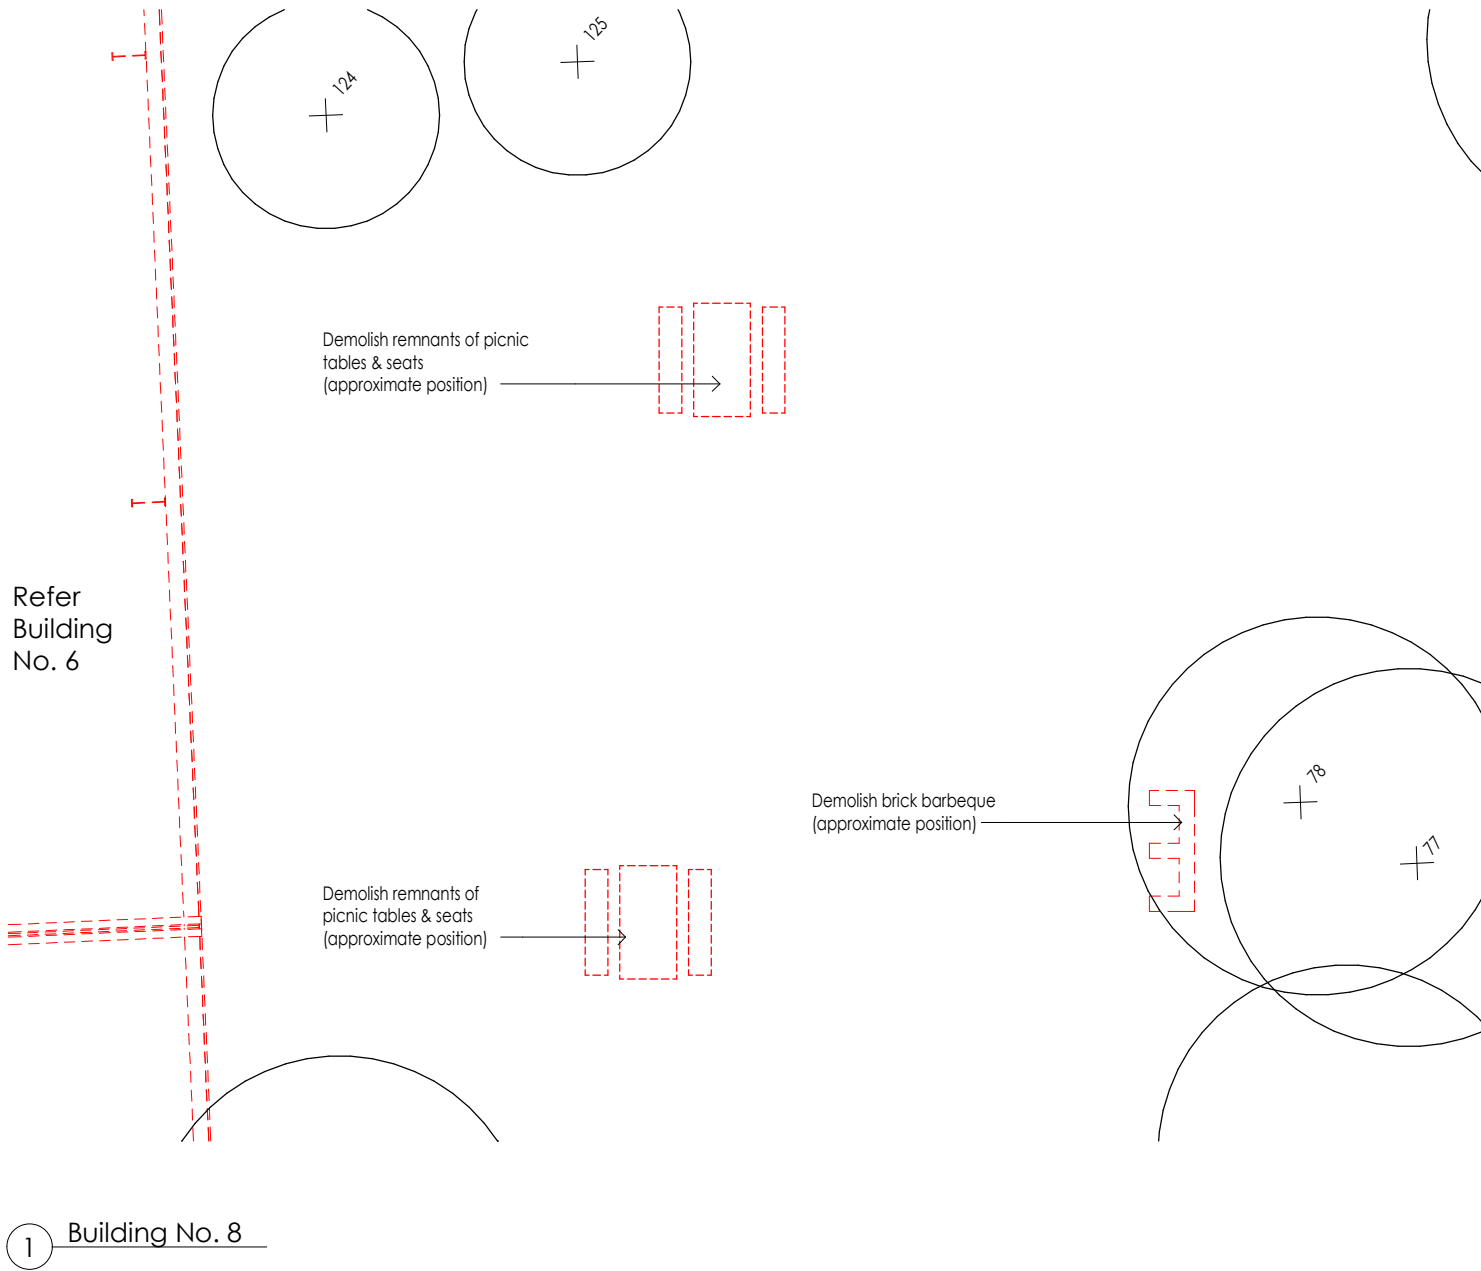 125
124
Demolish remnants of picnic
tables & seats
(approximate position)
Refer
Building
No. 6
78
Demolish brick barbeque
(approximate position)
77
Demolish remnants of
picnic tables & seats
(approximate position)
1 Building No. 8